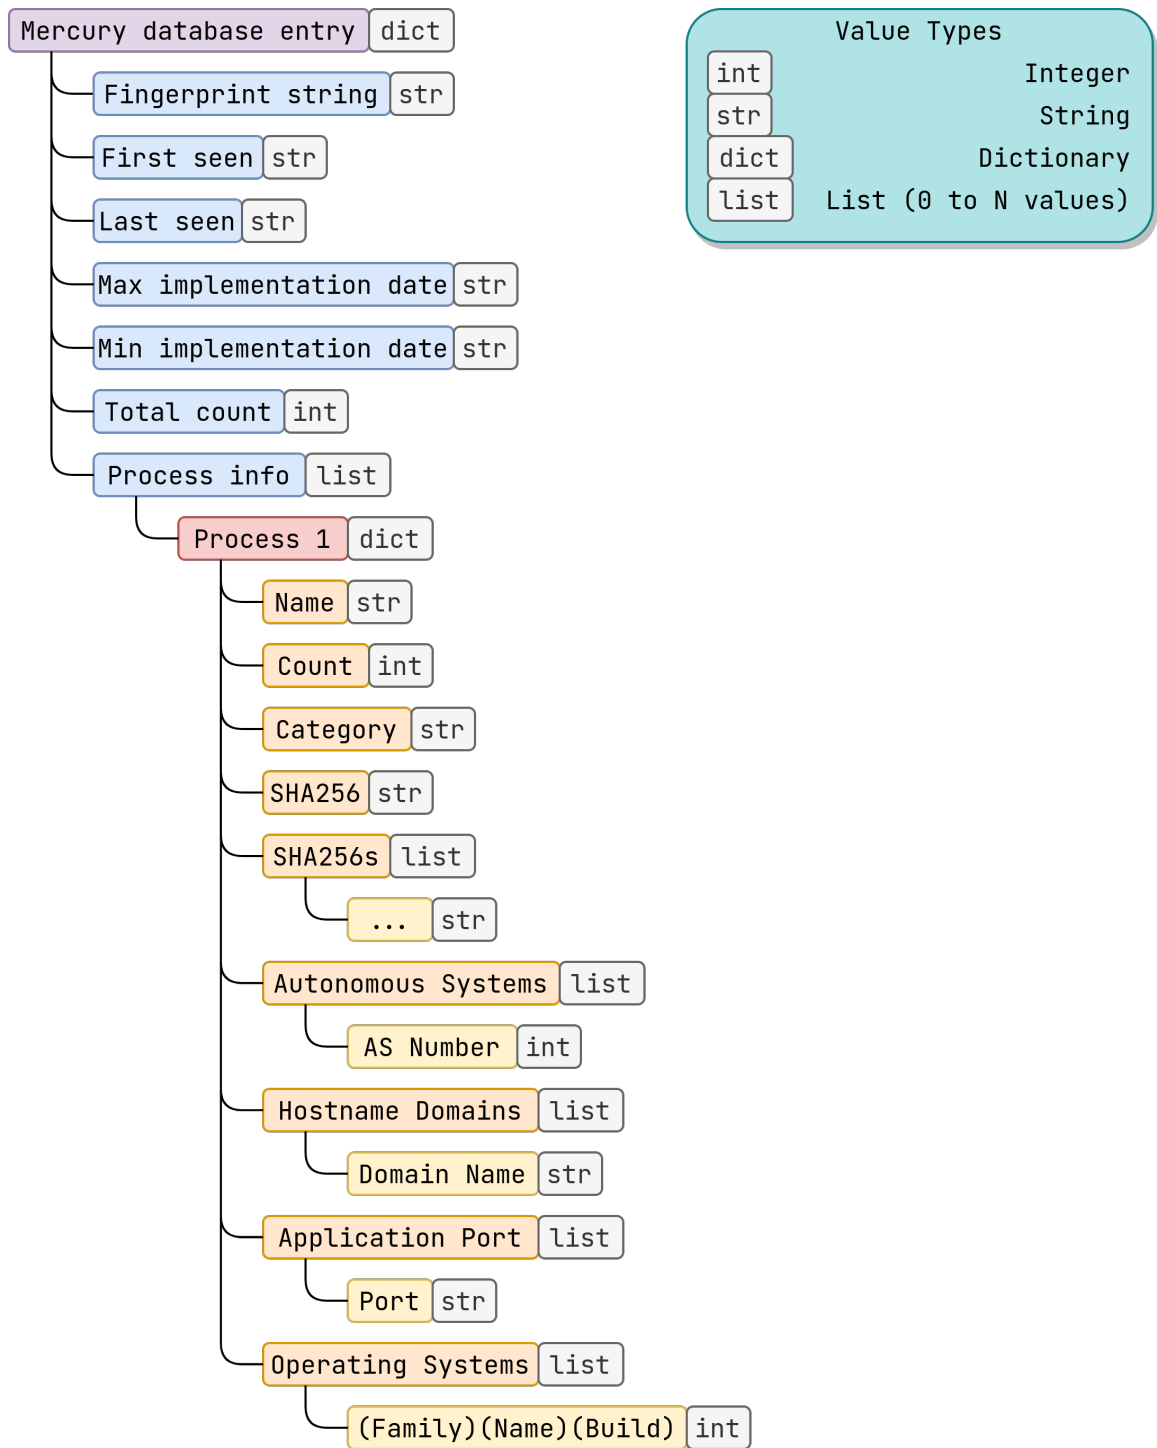 Mercury database entry dict
Fingerprint string str
First seen str
Last seen str
Max implementation date str
Min implementation date str
Total count int
Process info list
Process 1 dict
Name str
Count int
Category str
SHA256 str
SHA256s list
... str
Autonomous Systems list
AS Number int
Hostname Domains list
Domain Name str
Application Port list
Port str
Operating Systems list
(Family)(Name)(Build) int
Value Types
int Integer
str String
dict Dictionary
list List (0 to N values)